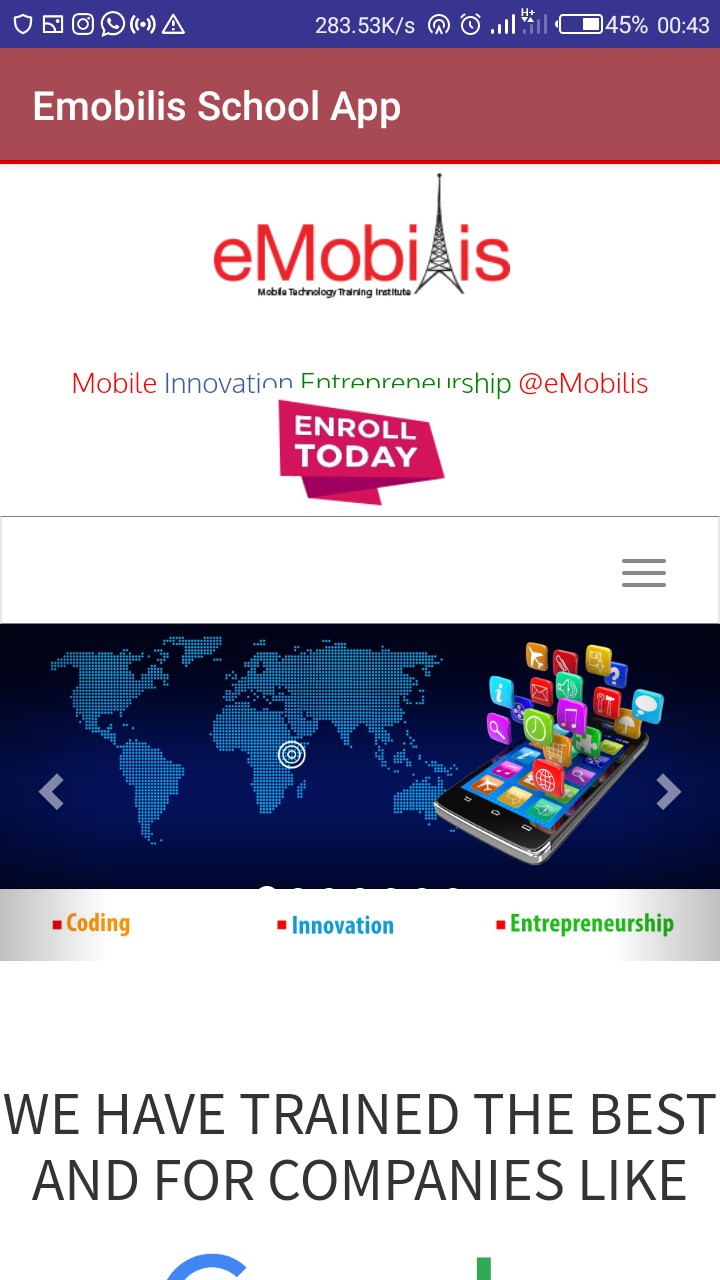 283.53K/s H+ 45% 00:43
Emobilis School App
eMobilis
Mobile Technology Training Institute
Mobile Innovation Entrepreneurship @eMobilis
ENROLL
TODAY
Coding Innovation Entrepreneurship
WE HAVE TRAINED THE BEST
AND FOR COMPANIES LIKE